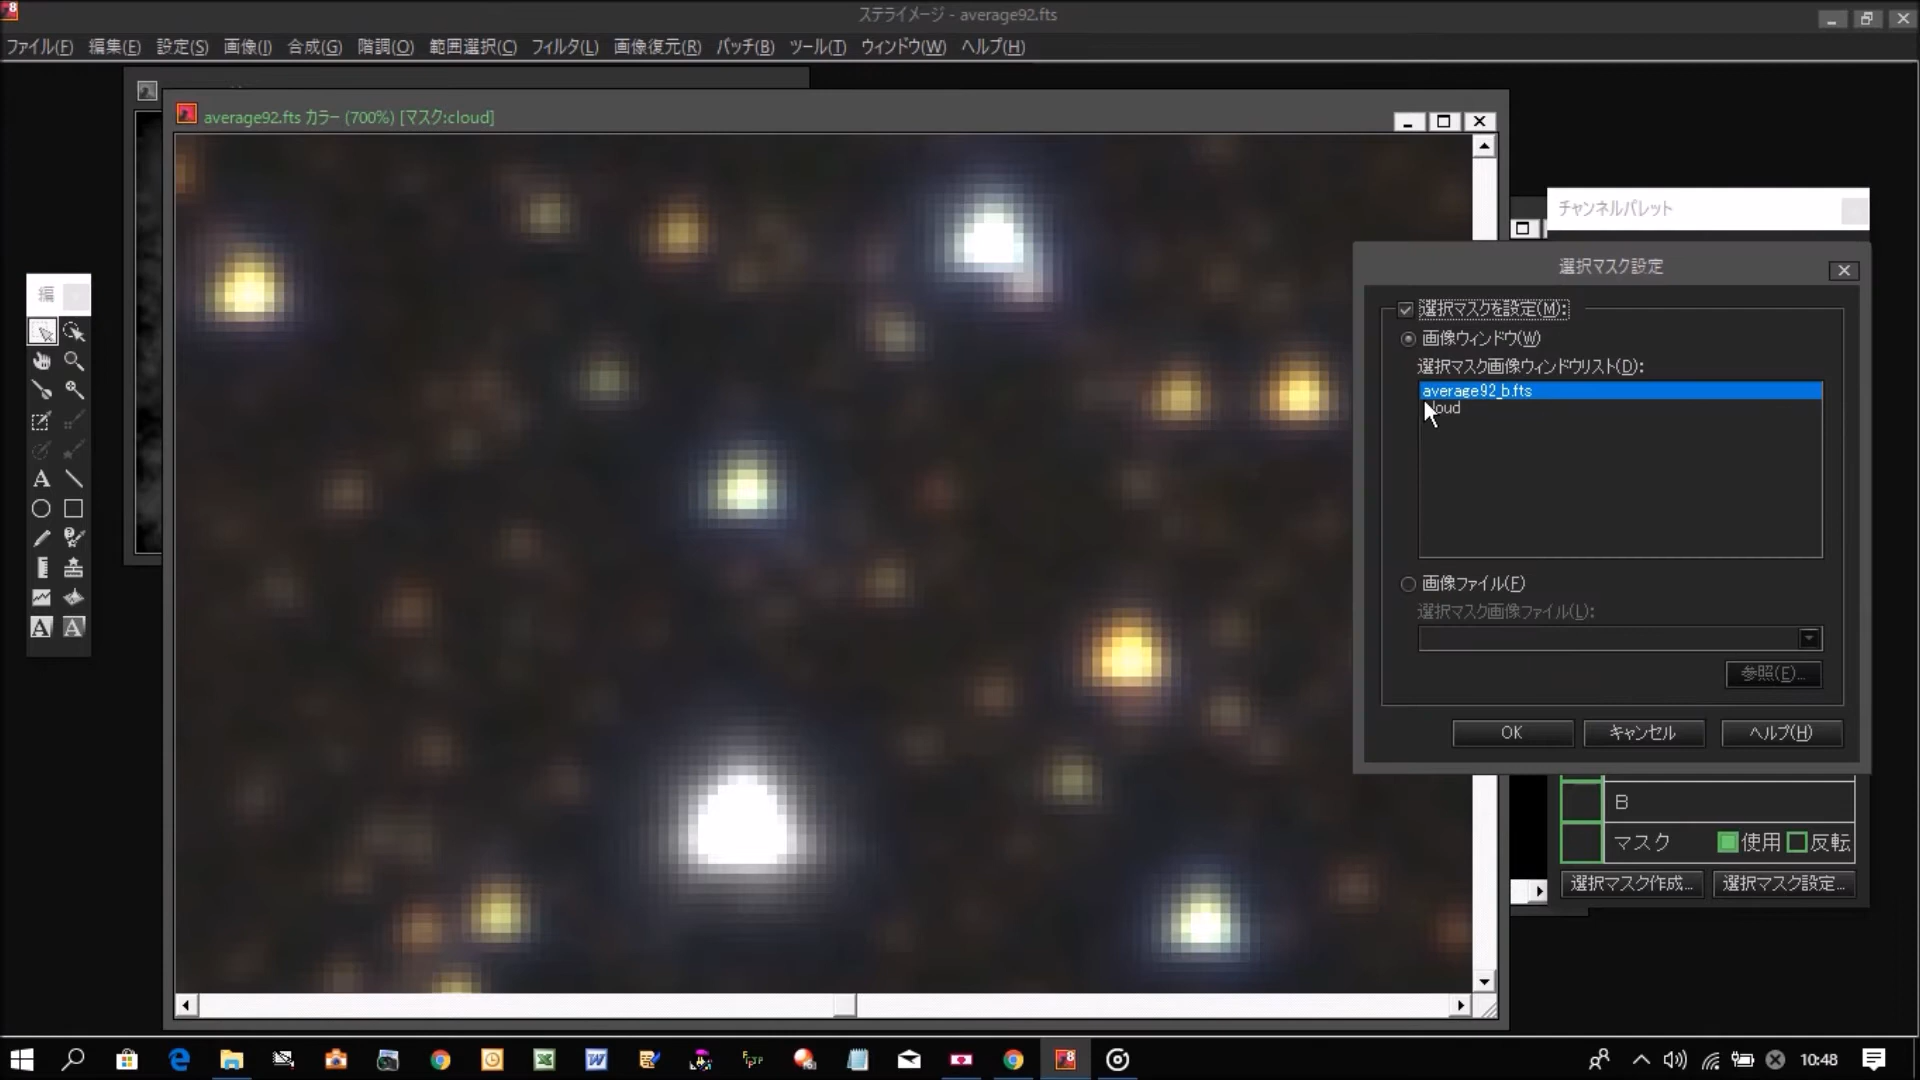 ステライメージ - average92.fts
ファイル(F) 編集(E) 設定(S) 画像(I) 合成(G) 階調(O) 範囲選択(C) フィルタ(L) 画像復元(R) バッチ(B) ツール(T) ウィンドウ(W) ヘルプ(H)
average92.fts カラー (700%) [マスク:cloud]
編
チャンネルパレット
選択マスク設定
選択マスクを設定(M):
画像ウィンドウ(W)
選択マスク画像ウィンドウリスト(D):
average92_b.fts
画像ファイル(F)
選択マスク画像ファイル(L):
参照(E)...
OK キャンセル ヘルプ(H)
B
マスク 使用 反転
選択マスク作成... 選択マスク設定...
10:48